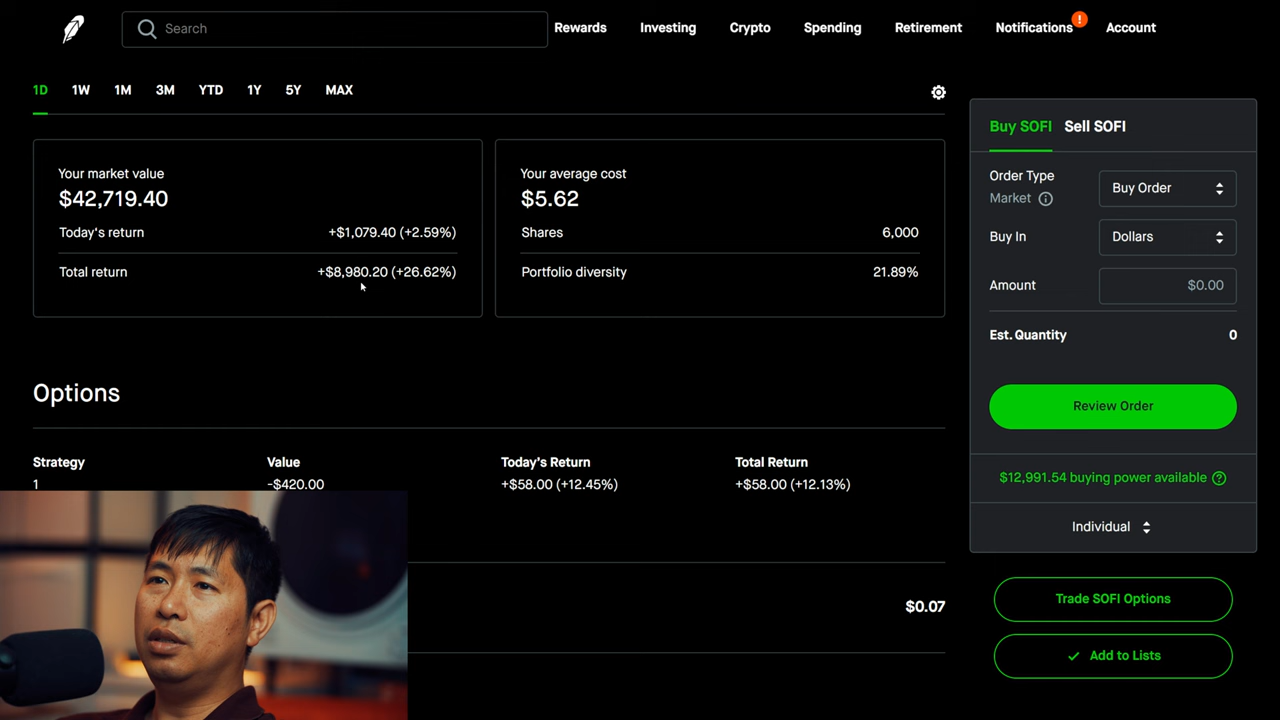 Search
Rewards
Investing
Crypto
Spending
Retirement
Notifications
!
Account
1D
1W
1M
3M
YTD
1Y
5Y
MAX
Your market value
$42,719.40
Today's return
+$1,079.40 (+2.59%)
Total return
+$8,980.20 (+26.62%)
Your average cost
$5.62
Shares
6,000
Portfolio diversity
21.89%
Buy SOFI
Sell SOFI
Order Type
Market
Buy Order
Buy In
Dollars
Amount
$0.00
Est. Quantity
0
Review Order
$12,991.54 buying power available
Individual
Trade SOFI Options
Add to Lists
Options
Strategy
Value
Today's Return
Total Return
1
-$420.00
+$58.00 (+12.45%)
+$58.00 (+12.13%)
$0.07